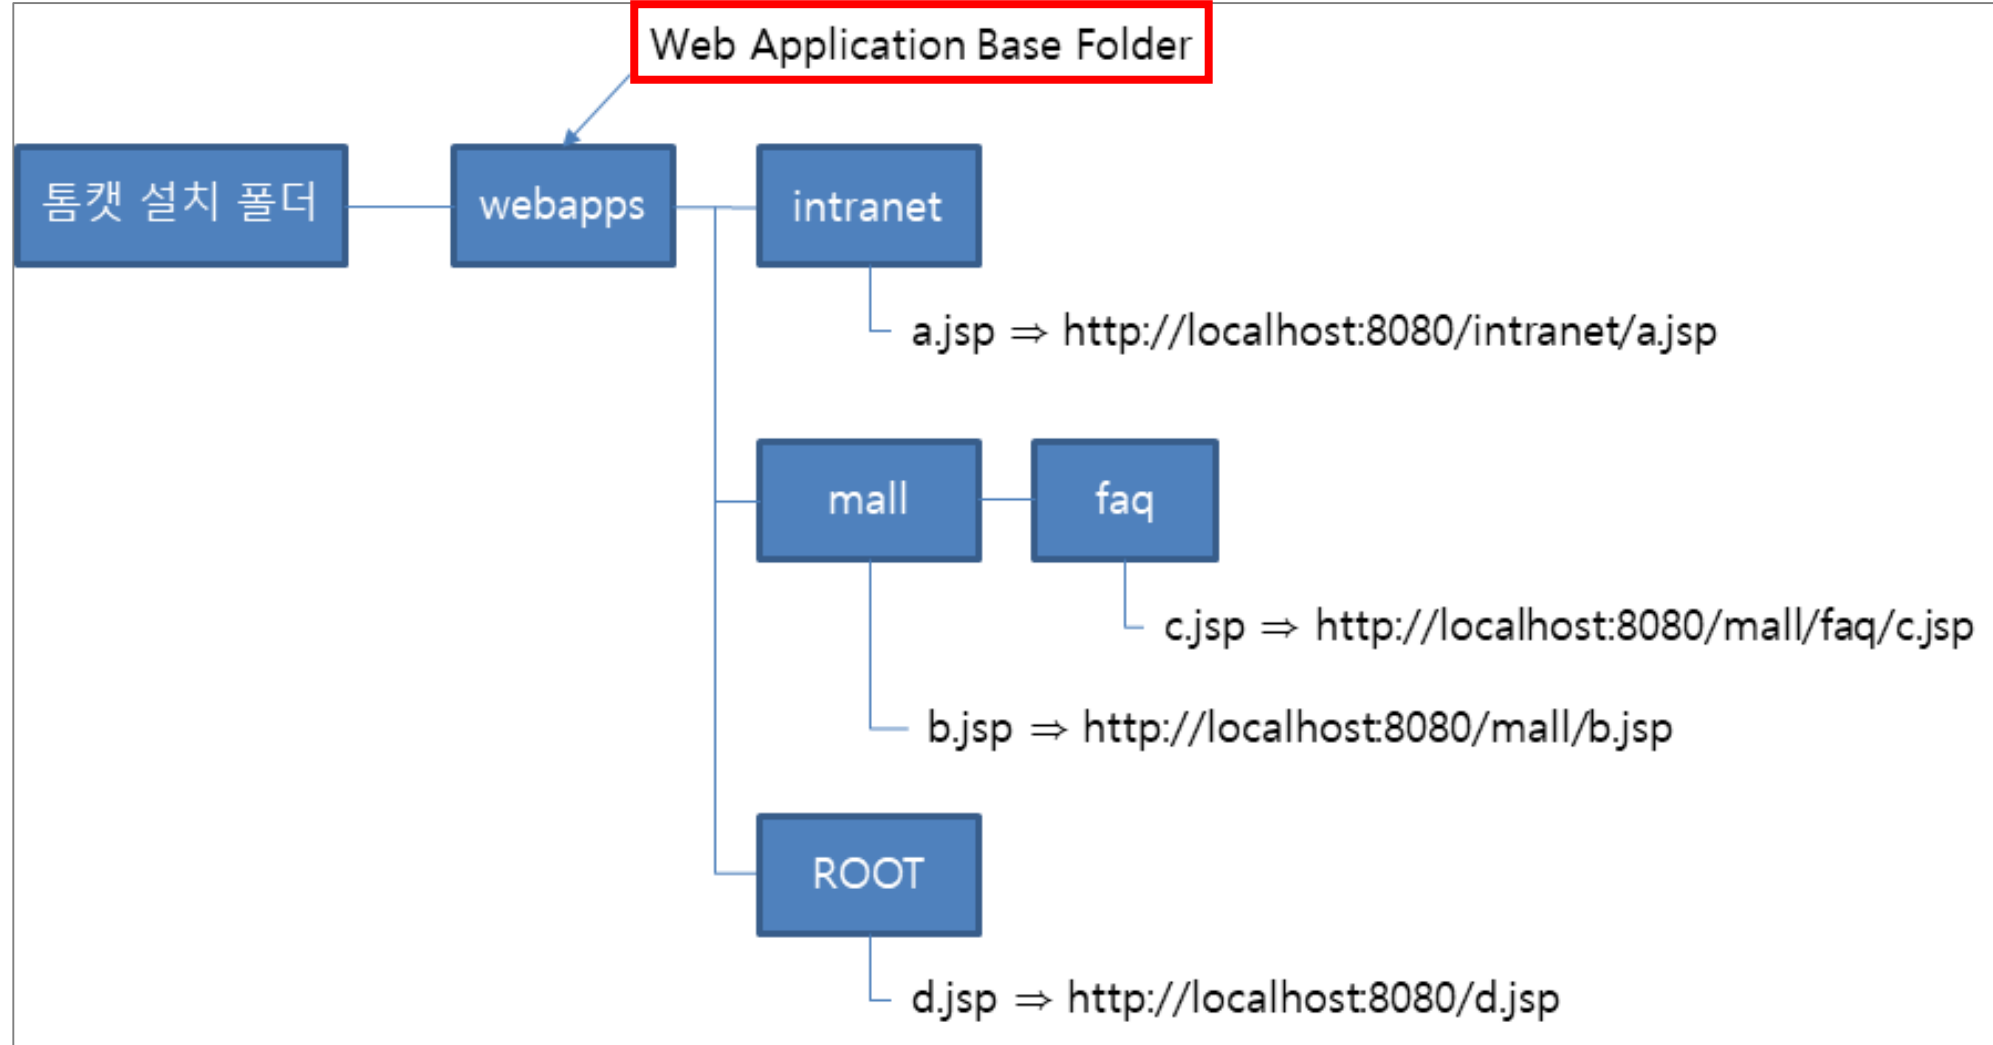 Web Application Base Folder
톰캣 설치 폴더
webapps
intranet
a.jsp ⇒ http://localhost:8080/intranet/a.jsp
mall
faq
c.jsp ⇒ http://localhost:8080/mall/faq/c.jsp
b.jsp ⇒ http://localhost:8080/mall/b.jsp
ROOT
d.jsp ⇒ http://localhost:8080/d.jsp